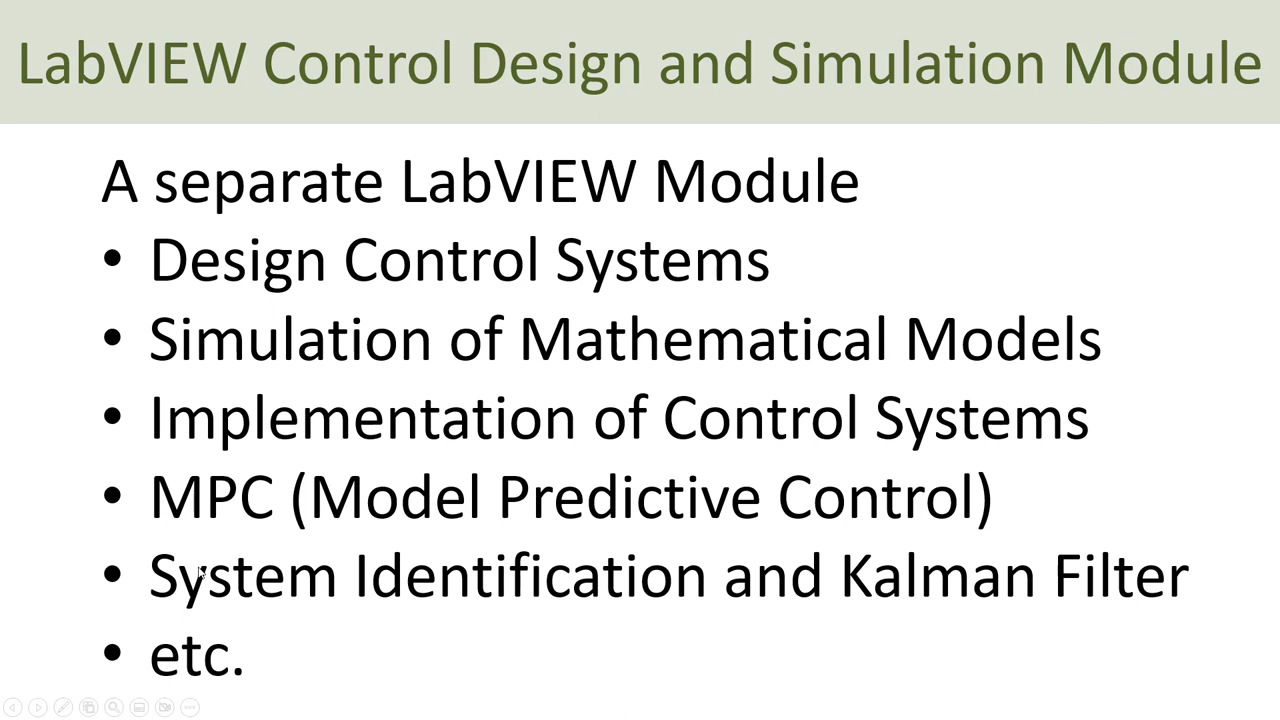 LabVIEW Control Design and Simulation Module
A separate LabVIEW Module
• Design Control Systems
• Simulation of Mathematical Models
• Implementation of Control Systems
• MPC (Model Predictive Control)
• System Identification and Kalman Filter
• etc.